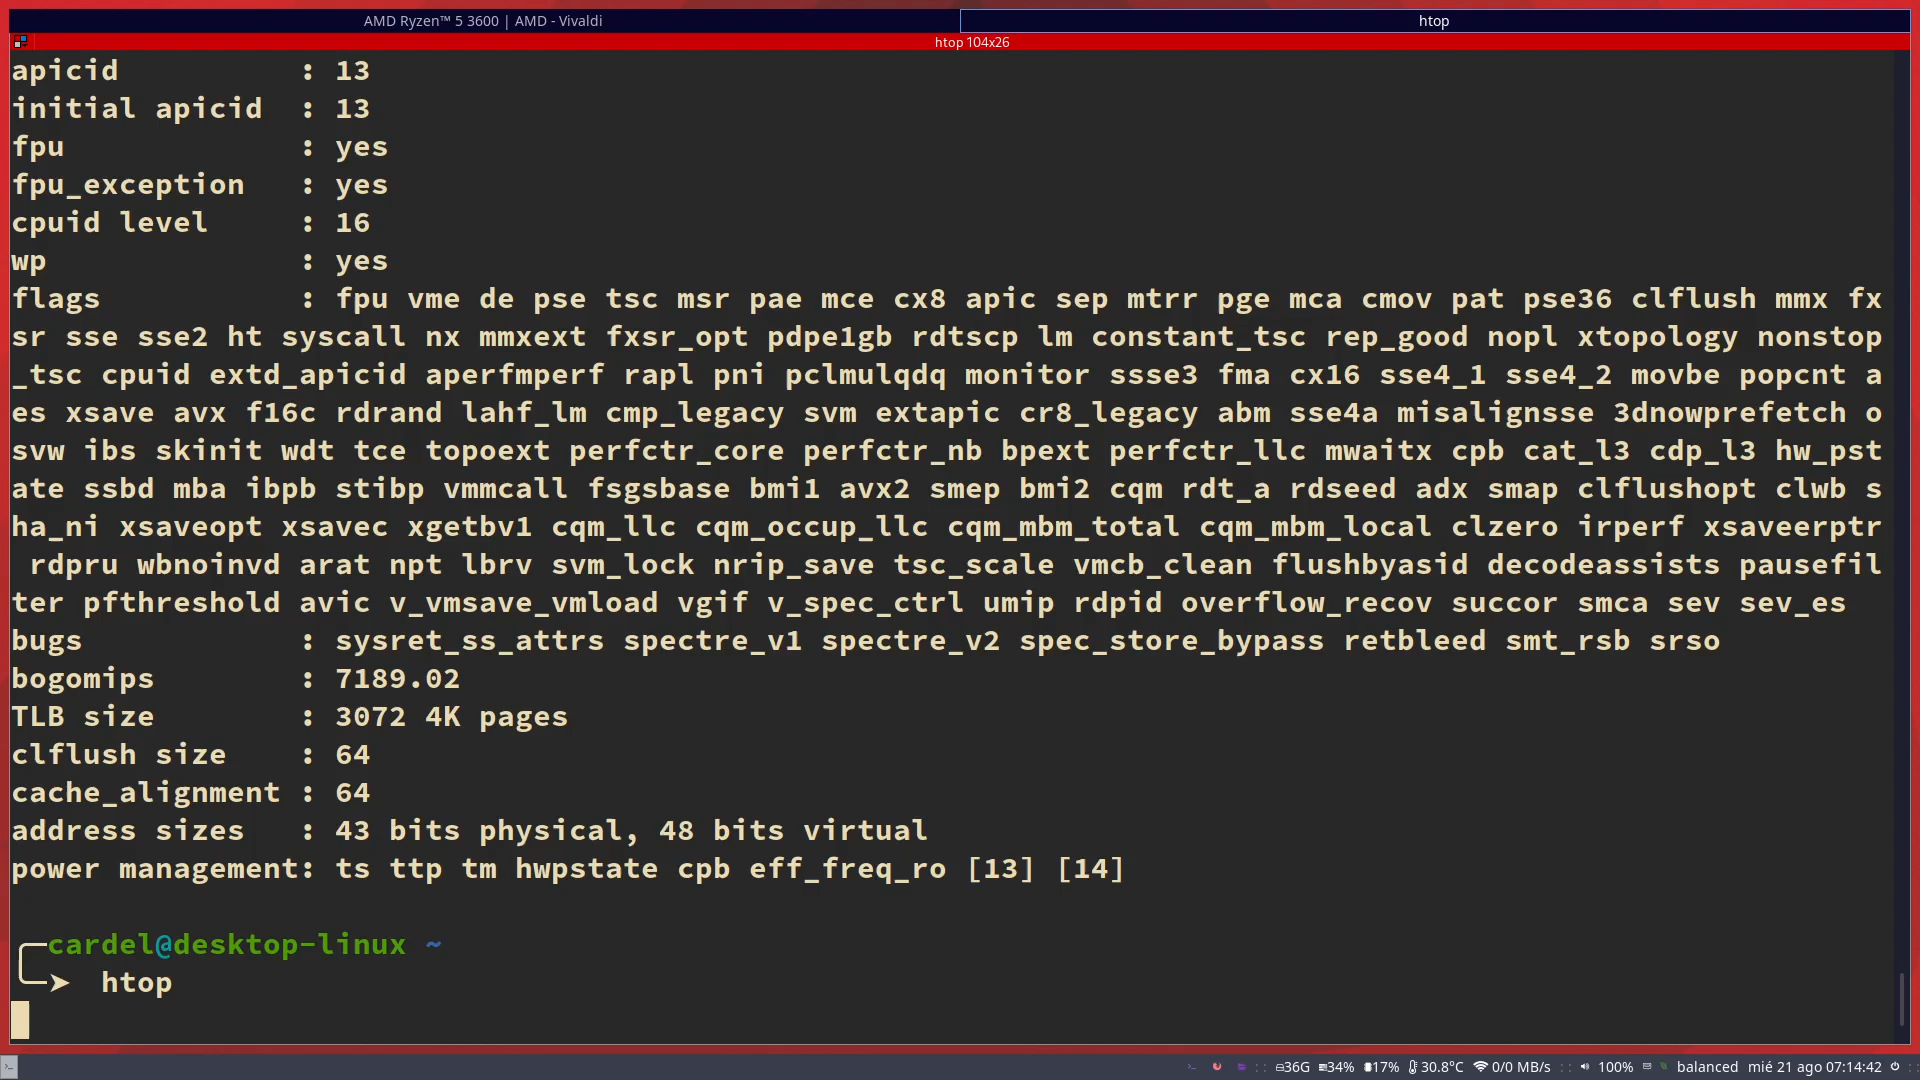 AMD Ryzen™ 5 3600 | AMD - Vivaldi
htop
htop 104x26
apicid : 13
initial apicid : 13
fpu : yes
fpu_exception : yes
cpuid level : 16
wp : yes
flags : fpu vme de pse tsc msr pae mce cx8 apic sep mtrr pge mca cmov pat pse36 clflush mmx fx
sr sse sse2 ht syscall nx mmxext fxsr_opt pdpe1gb rdtscp lm constant_tsc rep_good nopl xtopology nonstop
_tsc cpuid extd_apicid aperfmperf rapl pni pclmulqdq monitor ssse3 fma cx16 sse4_1 sse4_2 movbe popcnt a
es xsave avx f16c rdrand lahf_lm cmp_legacy svm extapic cr8_legacy abm sse4a misalignsse 3dnowprefetch o
svw ibs skinit wdt tce topoext perfctr_core perfctr_nb bpext perfctr_llc mwaitx cpb cat_l3 cdp_l3 hw_pst
ate ssbd mba ibpb stibp vmmcall fsgsbase bmi1 avx2 smep bmi2 cqm rdt_a rdseed adx smap clflushopt clwb s
ha_ni xsaveopt xsavec xgetbv1 cqm_llc cqm_occup_llc cqm_mbm_total cqm_mbm_local clzero irperf xsaveerptr
 rdpru wbnoinvd arat npt lbrv svm_lock nrip_save tsc_scale vmcb_clean flushbyasid decodeassists pausefil
ter pfthreshold avic v_vmsave_vmload vgif v_spec_ctrl umip rdpid overflow_recov succor smca sev sev_es
bugs : sysret_ss_attrs spectre_v1 spectre_v2 spec_store_bypass retbleed smt_rsb srso
bogomips : 7189.02
TLB size : 3072 4K pages
clflush size : 64
cache_alignment : 64
address sizes : 43 bits physical, 48 bits virtual
power management: ts ttp tm hwpstate cpb eff_freq_ro [13] [14]
cardel@desktop-linux ~
➤ htop
36G 34% 17% 30.8°C 0/0 MB/s :: 100% balanced mié 21 ago 07:14:42